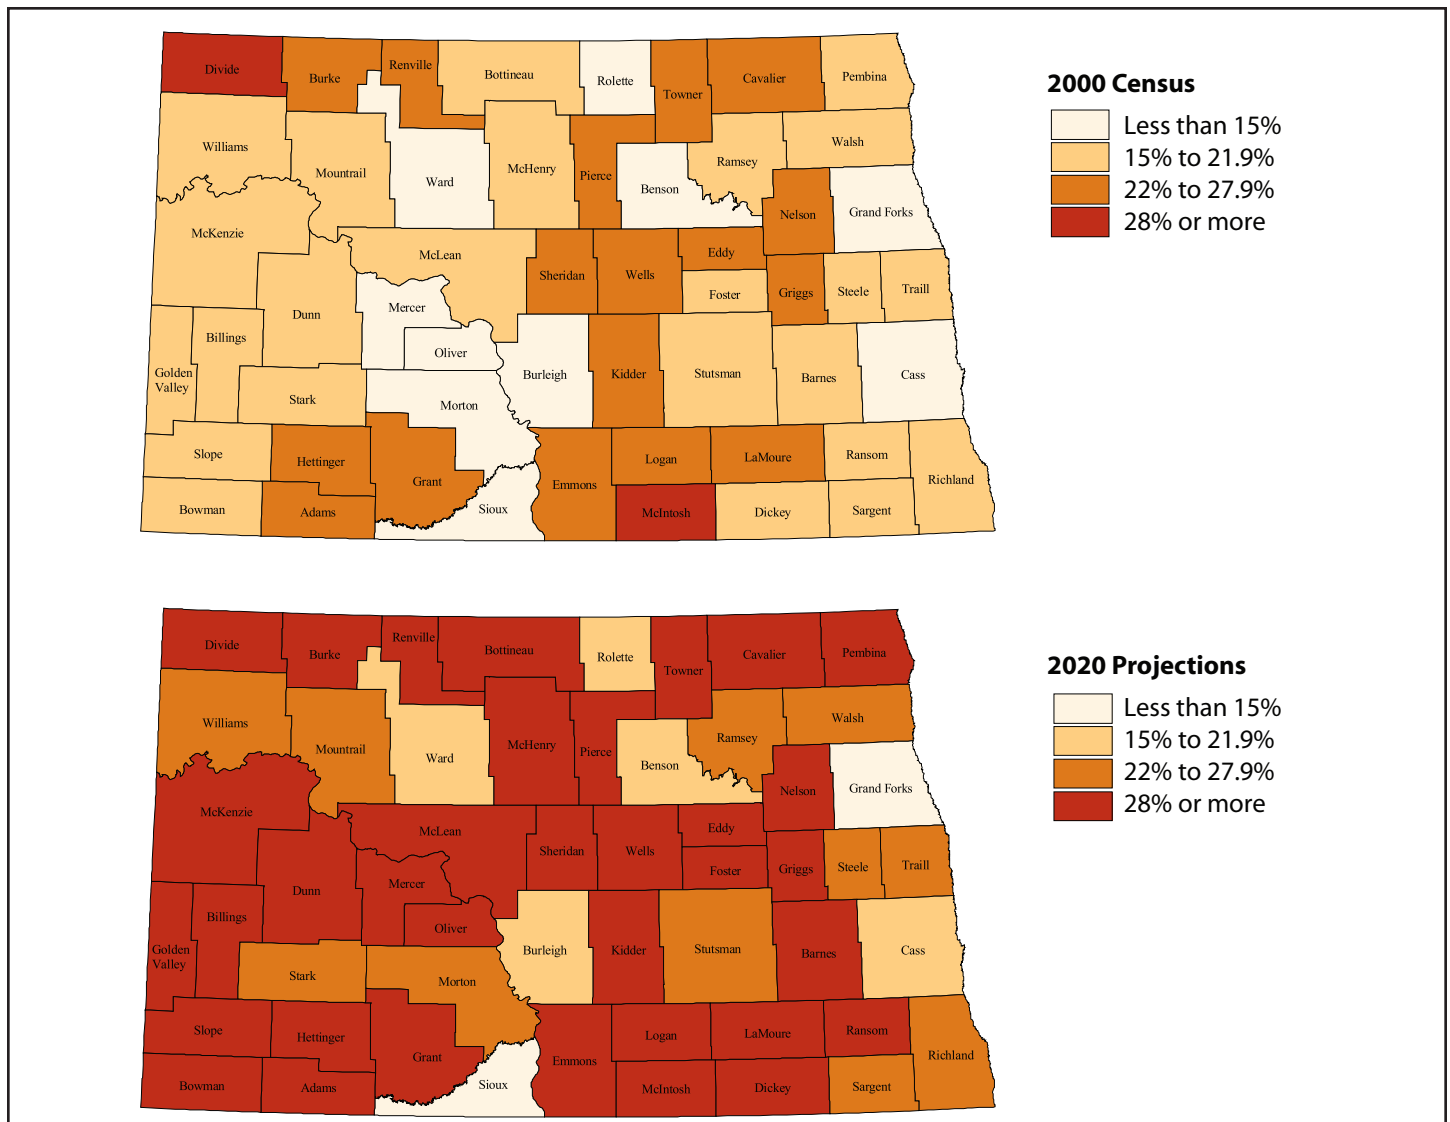 2000 Census
Less than 15%
15% to 21.9%
22% to 27.9%
28% or more
Divide
Burke
Renville
Bottineau
Rolette
Towner
Cavalier
Pembina
Williams
Mountrail
Ward
McHenry
Pierce
Benson
Ramsey
Walsh
McKenzie
McLean
Sheridan
Wells
Eddy
Foster
Nelson
Grand Forks
Griggs
Steele
Traill
Dunn
Mercer
Oliver
Billings
Golden
Valley
Stark
Morton
Burleigh
Kidder
Stutsman
Barnes
Cass
Slope
Hettinger
Grant
Bowman
Adams
Sioux
Emmons
Logan
LaMoure
Ransom
Richland
McIntosh
Dickey
Sargent
2020 Projections
Less than 15%
15% to 21.9%
22% to 27.9%
28% or more
Divide
Burke
Renville
Bottineau
Rolette
Towner
Cavalier
Pembina
Williams
Mountrail
Ward
McHenry
Pierce
Benson
Ramsey
Walsh
McKenzie
McLean
Sheridan
Wells
Eddy
Foster
Nelson
Grand Forks
Griggs
Steele
Traill
Dunn
Mercer
Oliver
Billings
Golden
Valley
Stark
Morton
Burleigh
Kidder
Stutsman
Barnes
Cass
Slope
Hettinger
Grant
Bowman
Adams
Sioux
Emmons
Logan
LaMoure
Ransom
Richland
McIntosh
Dickey
Sargent